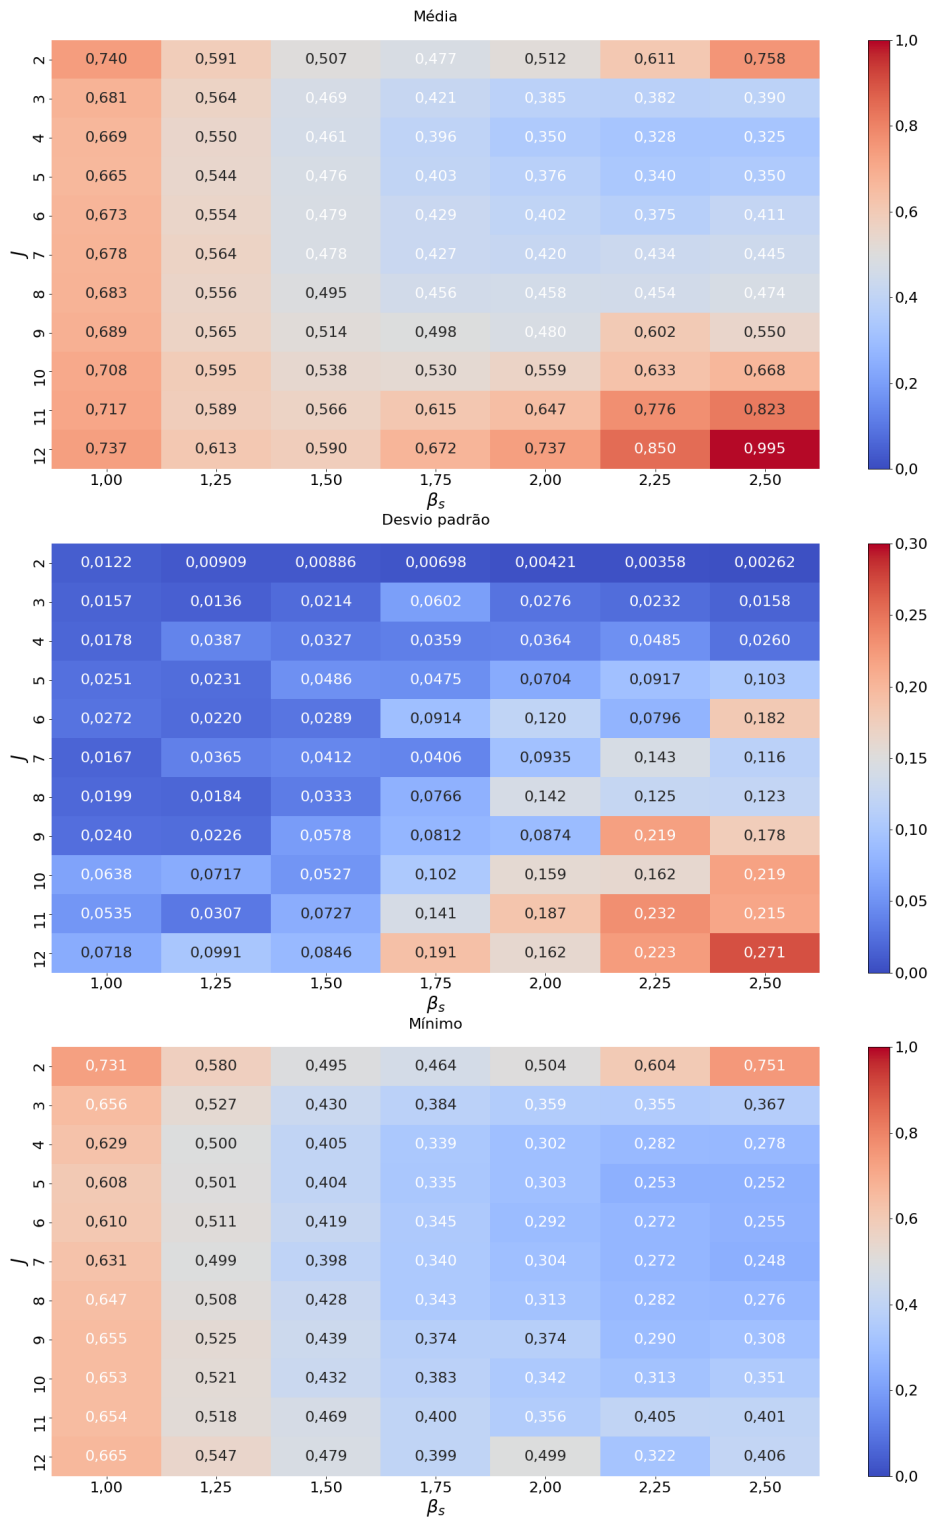 Média
2 0,740 0,591 0,507 0,477 0,512 0,611 0,758
3 0,681 0,564 0,469 0,421 0,385 0,382 0,390
4 0,669 0,550 0,461 0,396 0,350 0,328 0,325
5 0,665 0,544 0,476 0,403 0,376 0,340 0,350
6 0,673 0,554 0,479 0,429 0,402 0,375 0,411
7 0,678 0,564 0,478 0,427 0,420 0,434 0,445
8 0,683 0,556 0,495 0,456 0,458 0,454 0,474
9 0,689 0,565 0,514 0,498 0,480 0,602 0,550
10 0,708 0,595 0,538 0,530 0,559 0,633 0,668
11 0,717 0,589 0,566 0,615 0,647 0,776 0,823
12 0,737 0,613 0,590 0,672 0,737 0,850 0,995
J
1,00 1,25 1,50 1,75 2,00 2,25 2,50
βs
1,0
0,8
0,6
0,4
0,2
0,0
Desvio padrão
2 0,0122 0,00909 0,00886 0,00698 0,00421 0,00358 0,00262
3 0,0157 0,0136 0,0214 0,0602 0,0276 0,0232 0,0158
4 0,0178 0,0387 0,0327 0,0359 0,0364 0,0485 0,0260
5 0,0251 0,0231 0,0486 0,0475 0,0704 0,0917 0,103
6 0,0272 0,0220 0,0289 0,0914 0,120 0,0796 0,182
7 0,0167 0,0365 0,0412 0,0406 0,0935 0,143 0,116
8 0,0199 0,0184 0,0333 0,0766 0,142 0,125 0,123
9 0,0240 0,0226 0,0578 0,0812 0,0874 0,219 0,178
10 0,0638 0,0717 0,0527 0,102 0,159 0,162 0,219
11 0,0535 0,0307 0,0727 0,141 0,187 0,232 0,215
12 0,0718 0,0991 0,0846 0,191 0,162 0,223 0,271
J
1,00 1,25 1,50 1,75 2,00 2,25 2,50
βs
0,30
0,25
0,20
0,15
0,10
0,05
0,00
Mínimo
2 0,731 0,580 0,495 0,464 0,504 0,604 0,751
3 0,656 0,527 0,430 0,384 0,359 0,355 0,367
4 0,629 0,500 0,405 0,339 0,302 0,282 0,278
5 0,608 0,501 0,404 0,335 0,303 0,253 0,252
6 0,610 0,511 0,419 0,345 0,292 0,272 0,255
7 0,631 0,499 0,398 0,340 0,304 0,272 0,248
8 0,647 0,508 0,428 0,343 0,313 0,282 0,276
9 0,655 0,525 0,439 0,374 0,374 0,290 0,308
10 0,653 0,521 0,432 0,383 0,342 0,313 0,351
11 0,654 0,518 0,469 0,400 0,356 0,405 0,401
12 0,665 0,547 0,479 0,399 0,499 0,322 0,406
J
1,00 1,25 1,50 1,75 2,00 2,25 2,50
βs
1,0
0,8
0,6
0,4
0,2
0,0